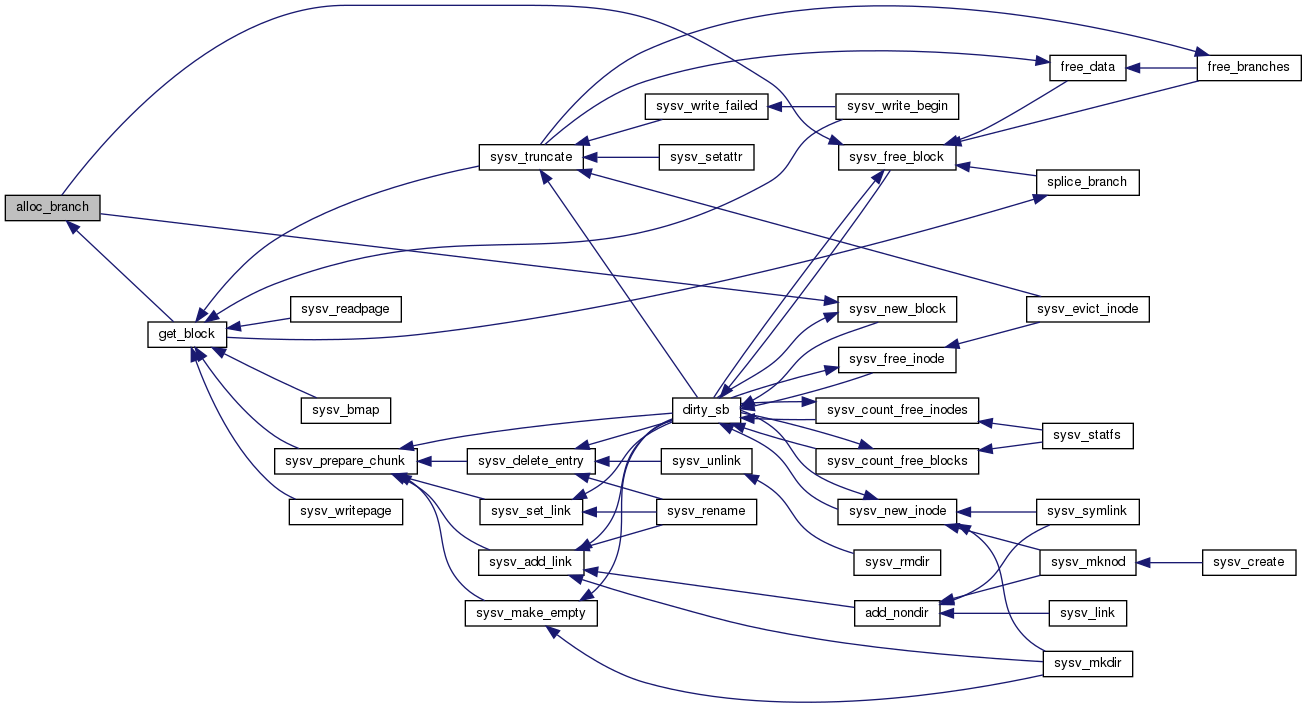 alloc_branch
get_block
sysv_readpage
sysv_bmap
sysv_prepare_chunk
sysv_writepage
sysv_truncate
sysv_delete_entry
sysv_set_link
sysv_add_link
sysv_make_empty
sysv_write_failed
sysv_setattr
dirty_sb
sysv_unlink
sysv_rename
sysv_write_begin
sysv_free_block
sysv_new_block
sysv_free_inode
sysv_count_free_inodes
sysv_count_free_blocks
sysv_new_inode
sysv_rmdir
add_nondir
free_data
splice_branch
sysv_evict_inode
sysv_statfs
sysv_symlink
sysv_mknod
sysv_link
sysv_mkdir
free_branches
sysv_create